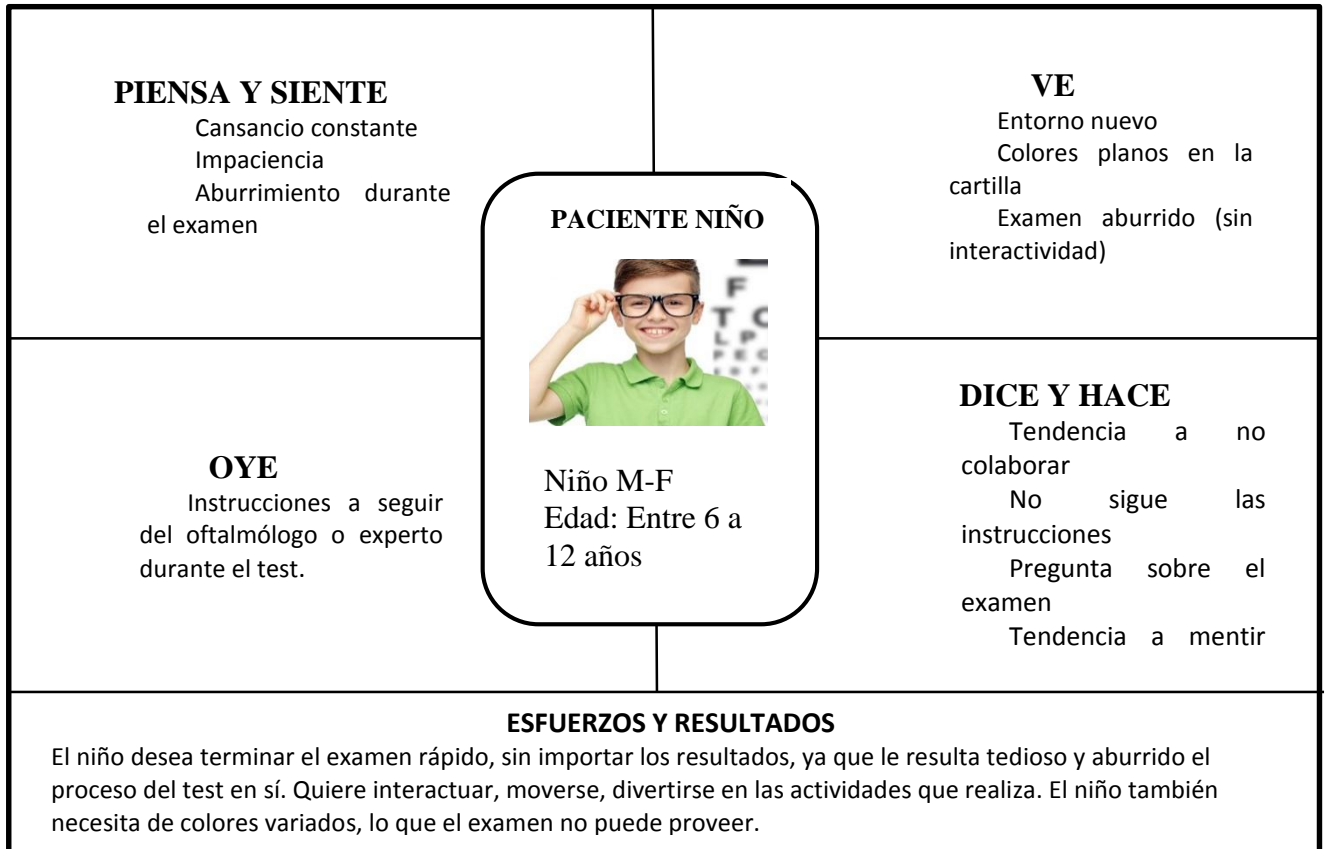 PIENSA Y SIENTE
Cansancio constante
Impaciencia
Aburrimiento durante
el examen
VE
Entorno nuevo
Colores planos en la
cartilla
Examen aburrido (sin
interactividad)
PACIENTE NIÑO
F
Niño M-F
Edad: Entre 6 a
12 años
OYE
Instrucciones a seguir
del oftalmólogo o experto
durante el test.
DICE Y HACE
Tendencia a no
colaborar
No sigue las
instrucciones
Pregunta sobre el
examen
Tendencia a mentir
ESFUERZOS Y RESULTADOS
El niño desea terminar el examen rápido, sin importar los resultados, ya que le resulta tedioso y aburrido el
proceso del test en sí. Quiere interactuar, moverse, divertirse en las actividades que realiza. El niño también
necesita de colores variados, lo que el examen no puede proveer.